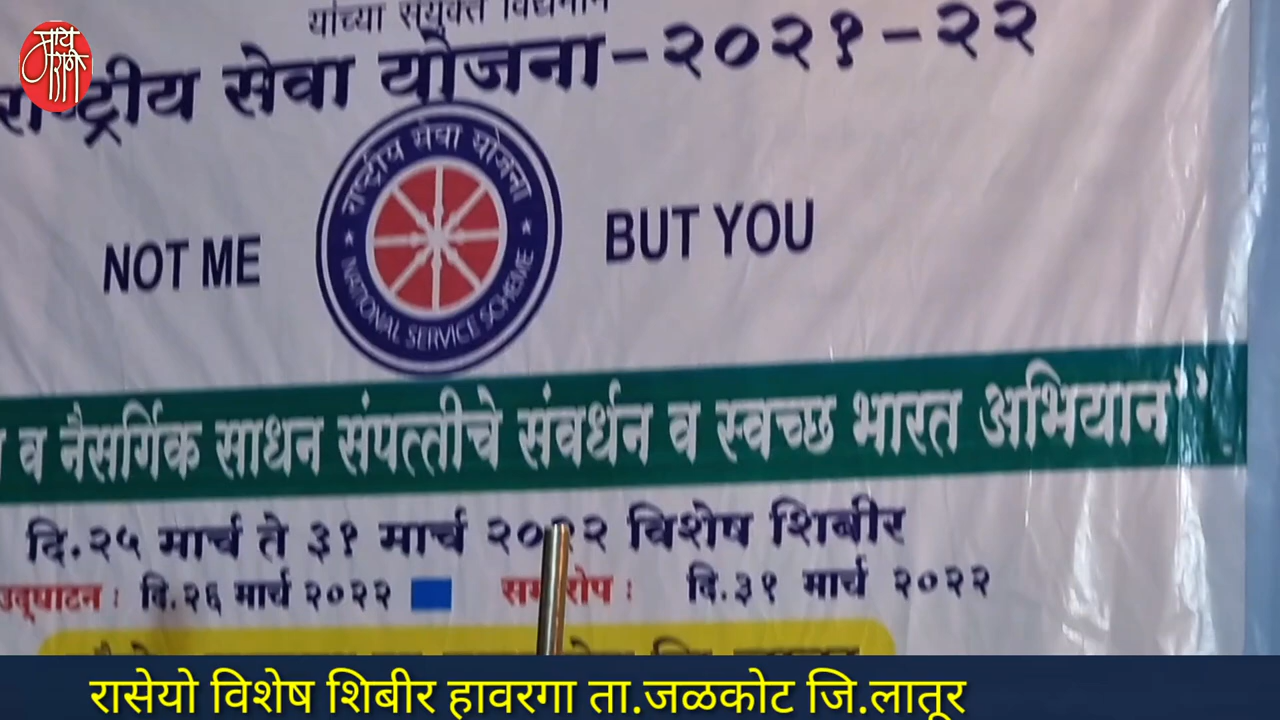 यांच्या संयुक्त विद्यमाने
राष्ट्रीय सेवा योजना-२०२१-२२
राष्ट्रीय सेवा योजना
NOT ME
BUT YOU
NATIONAL SERVICE SCHEME
व नैसर्गिक साधन संपत्तीचे संवर्धन व स्वच्छ भारत अभियान”
दि.२५ मार्च ते ३१ मार्च २०२२ विशेष शिबीर
उद्घाटन : दि.२६ मार्च २०२२ समारोप : दि.३१ मार्च २०२२
रासेयो विशेष शिबीर हावरगा ता.जळकोट जि.लातूर